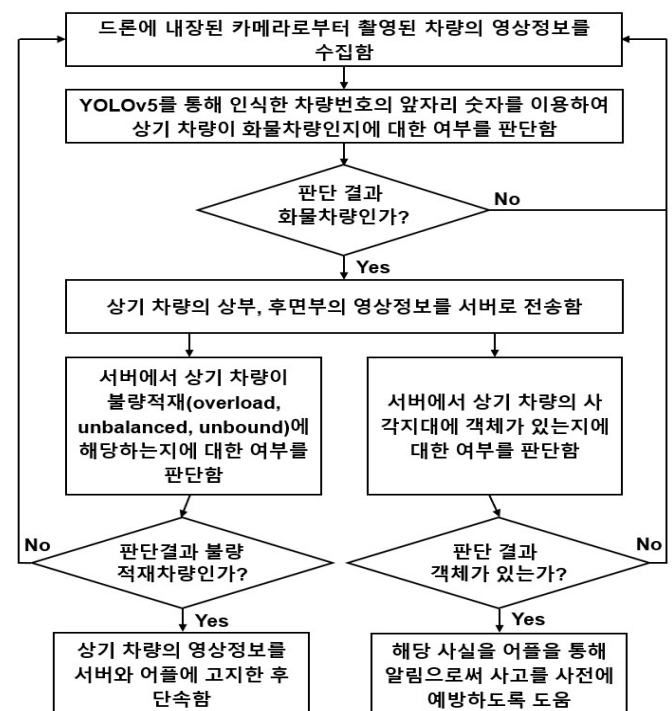 드론에 내장된 카메라로부터 촬영된 차량의 영상정보를
수집함
YOLOv5를 통해 인식한 차량번호의 앞자리 숫자를 이용하여
상기 차량이 화물차량인지에 대한 여부를 판단함
판단 결과
화물차량인가?
No
Yes
상기 차량의 상부, 후면부의 영상정보를 서버로 전송함
서버에서 상기 차량이
불량적재(overload,
unbalanced, unbound)에
해당하는지에 대한 여부를
판단함
서버에서 상기 차량의 사
각지대에 객체가 있는지에
대한 여부를 판단함
No
판단결과 불량
적재차량인가?
판단 결과
객체가 있는가?
No
Yes
Yes
상기 차량의 영상정보를
서버와 어플에 고지한 후
단속함
해당 사실을 어플을 통해
알림으로써 사고를 사전에
예방하도록 도움